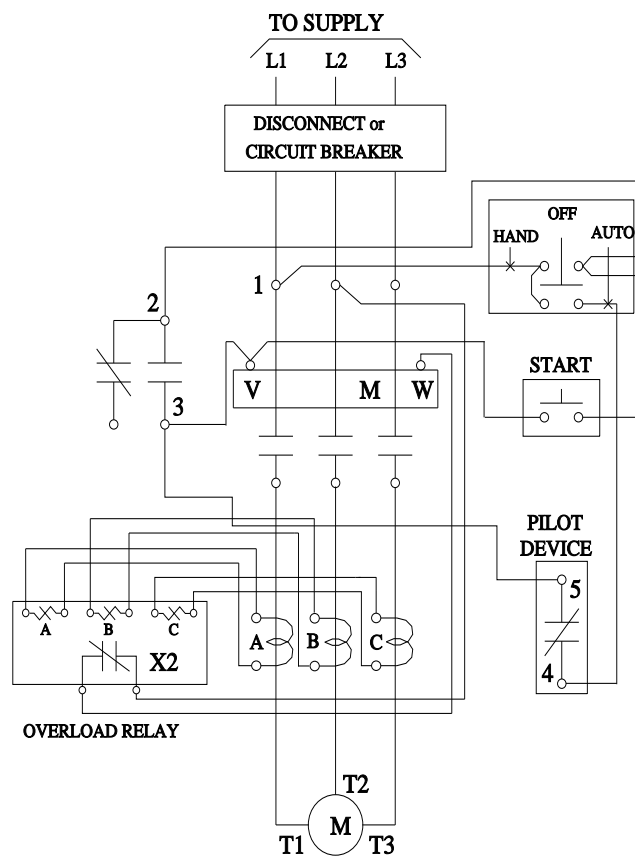 TO SUPPLY
L1 L2 L3
DISCONNECT or
CIRCUIT BREAKER
OFF
HAND AUTO
1
2
START
V M W
3
PILOT
DEVICE
5
A B C
A B C
X2
4
OVERLOAD RELAY
T2
M
T1 T3